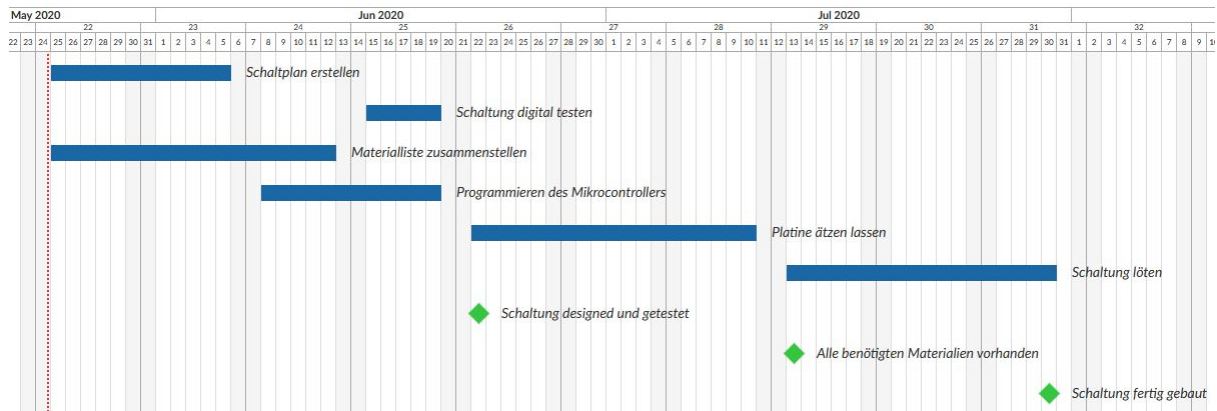 May 2020 Jun 2020 Jul 2020
22 23 24 25 26 27 28 29 30 31 32
22 23 24 25 26 27 28 29 30 31 1 2 3 4 5 6 7 8 9 10 11 12 13 14 15 16 17 18 19 20 21 22 23 24 25 26 27 28 29 30 1 2 3 4 5 6 7 8 9 10 11 12 13 14 15 16 17 18 19 20 21 22 23 24 25 26 27 28 29 30 31 1 2 3 4 5 6 7 8 9 10
Schaltplan erstellen
Schaltung digital testen
Materialliste zusammenstellen
Programmieren des Mikrocontrollers
Platine ätzen lassen
Schaltung löten
Schaltung designed und getestet
Alle benötigten Materialien vorhanden
Schaltung fertig gebaut